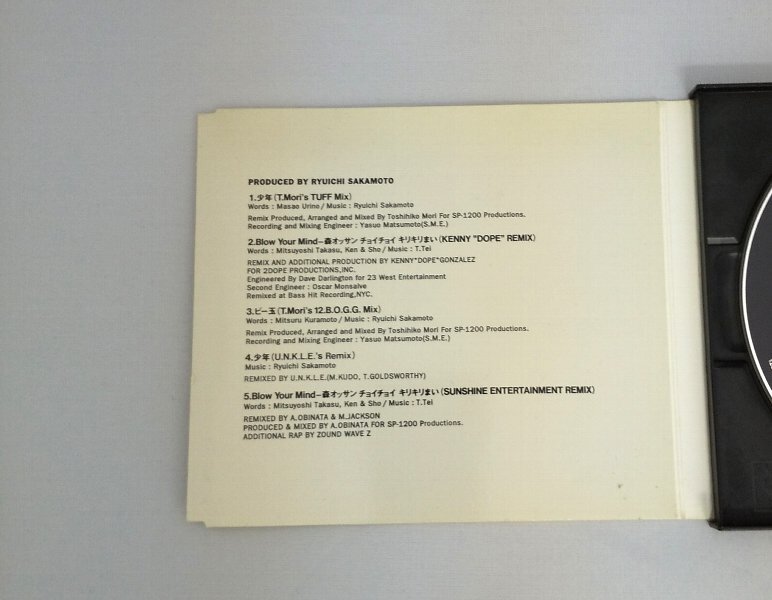 PRODUCED BY RYUICHI SAKAMOTO
1.少年(T.Mori's TUFF Mix)
Words : Masao Urino / Music : Ryuichi Sakamoto
Remix Produced, Arranged and Mixed By Toshihiko Mori For SP-1200 Productions.
Recording and Mixing Engineer : Yasuo Matsumoto(S.M.E.)
2.Blow Your Mind–森オッサン チョイチョイ キリキリまい(KENNY "DOPE" REMIX)
Words : Mitsuyoshi Takasu, Ken & Sho / Music : T.Tei
REMIX AND ADDITIONAL PRODUCTION BY KENNY"DOPE"GONZALEZ
FOR 2DOPE PRODUCTIONS,INC.
Engineered By Dave Darlington for 23 West Entertainment
Second Engineer : Oscar Monsalve
Remixed at Bass Hit Recording,NYC.
3.ビー玉(T.Mori's 12.B.O.G.G. Mix)
Words : Mitsuru Kuramoto / Music : Ryuichi Sakamoto
Remix Produced, Arranged and Mixed By Toshihiko Mori For SP-1200 Productions.
Recording and Mixing Engineer : Yasuo Matsumoto(S.M.E.)
4.少年(U.N.K.L.E.'s Remix)
Music : Ryuichi Sakamoto
REMIXED BY U.N.K.L.E.(M.KUDO, T.GOLDSWORTHY)
5.Blow Your Mind–森オッサン チョイチョイ キリキリまい(SUNSHINE ENTERTAINMENT REMIX)
Words : Mitsuyoshi Takasu, Ken & Sho / Music : T.Tei
REMIXED BY A.OBINATA & M.JACKSON
PRODUCED & MIXED BY A.OBINATA FOR SP-1200 Productions.
ADDITIONAL RAP BY ZOUND WAVE Z